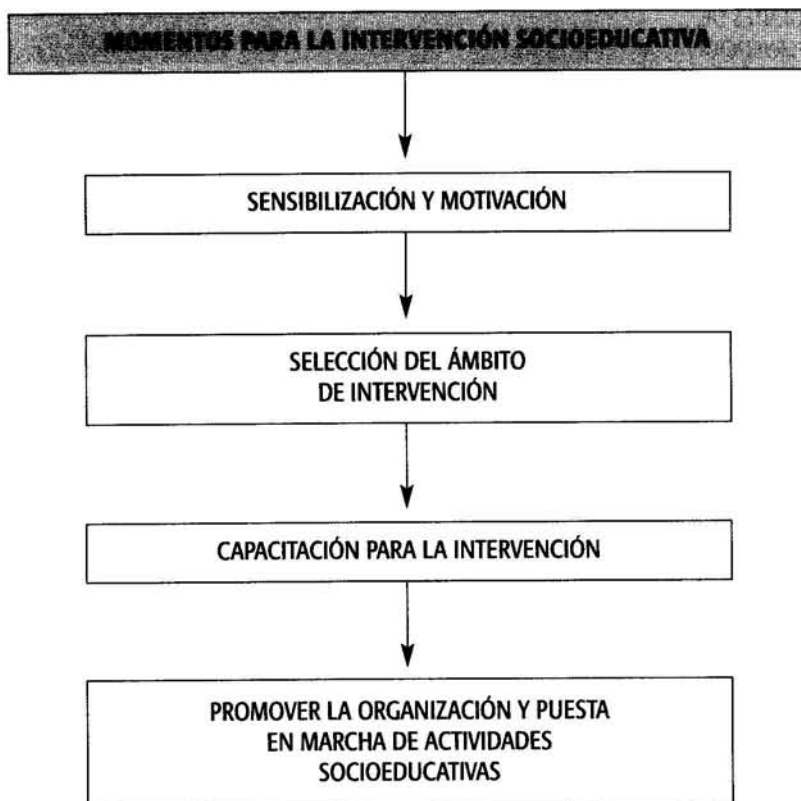 MOMENTOS PARA LA INTERVENCIÓN SOCIOEDUCATIVA
SENSIBILIZACIÓN Y MOTIVACIÓN
SELECCIÓN DEL ÁMBITO
DE INTERVENCIÓN
CAPACITACIÓN PARA LA INTERVENCIÓN
PROMOVER LA ORGANIZACIÓN Y PUESTA
EN MARCHA DE ACTIVIDADES
SOCIOEDUCATIVAS